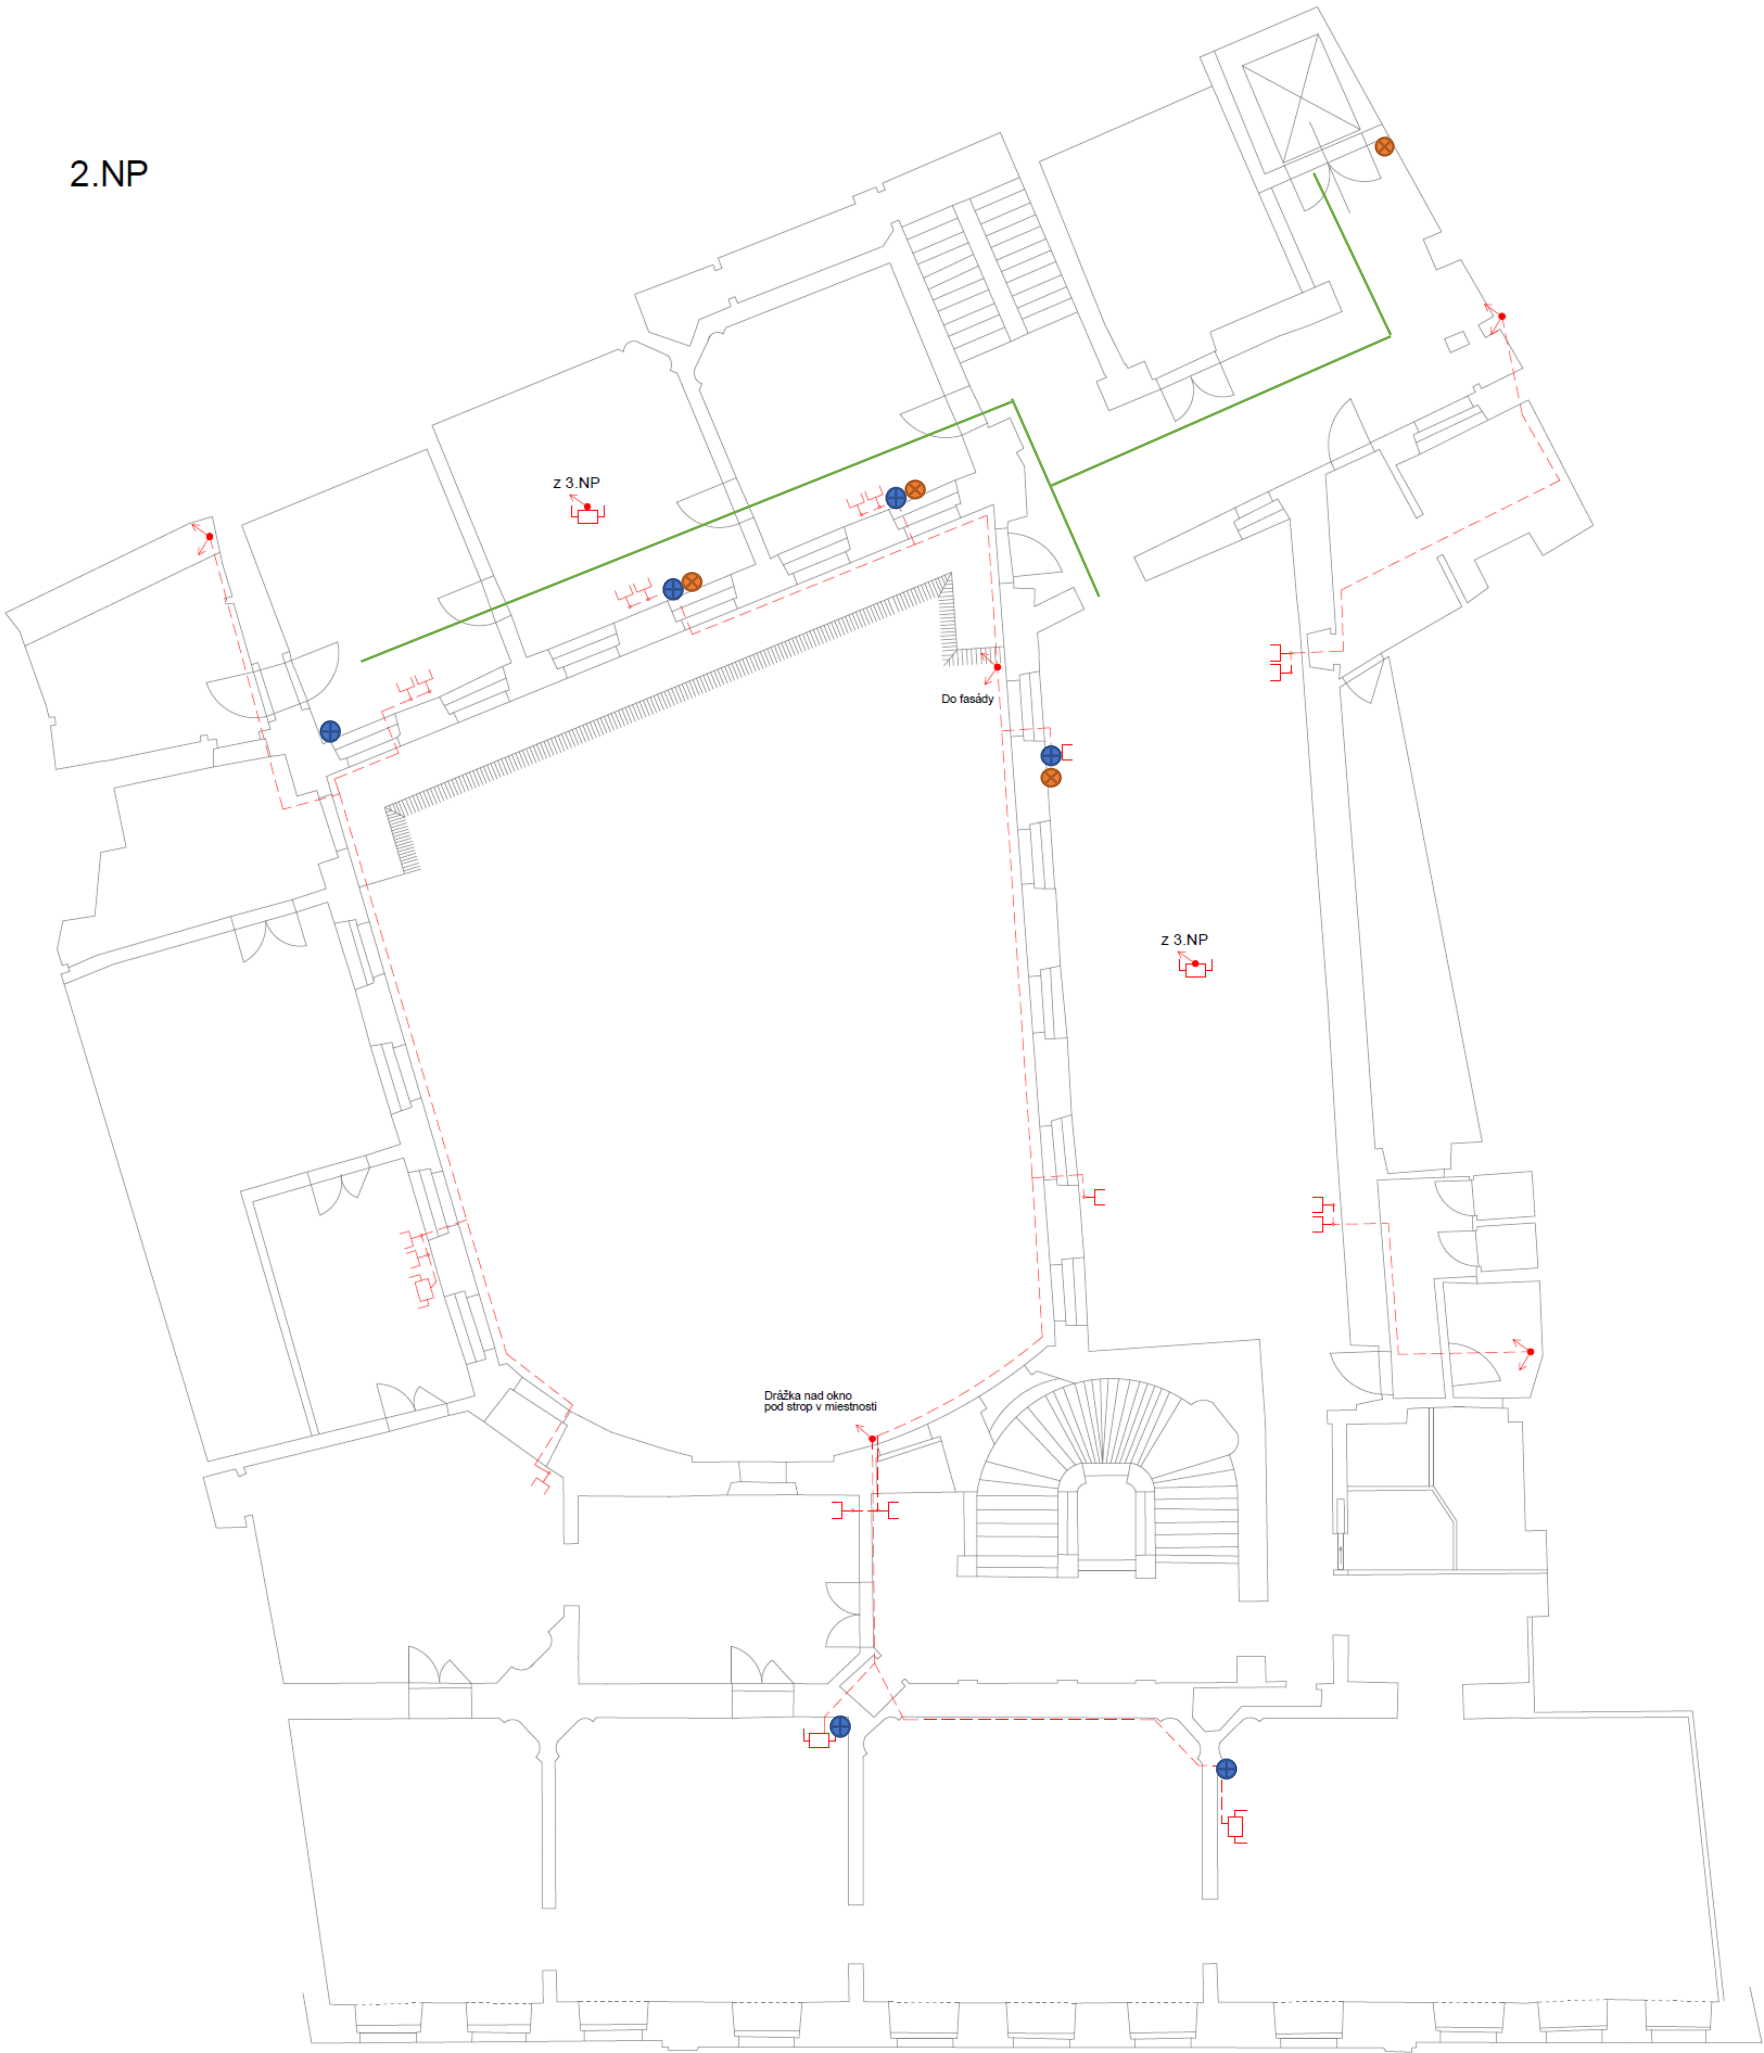 2.NP
z 3.NP
Do fasády
z 3.NP
Drážka nad okno
pod strop v miestnosti